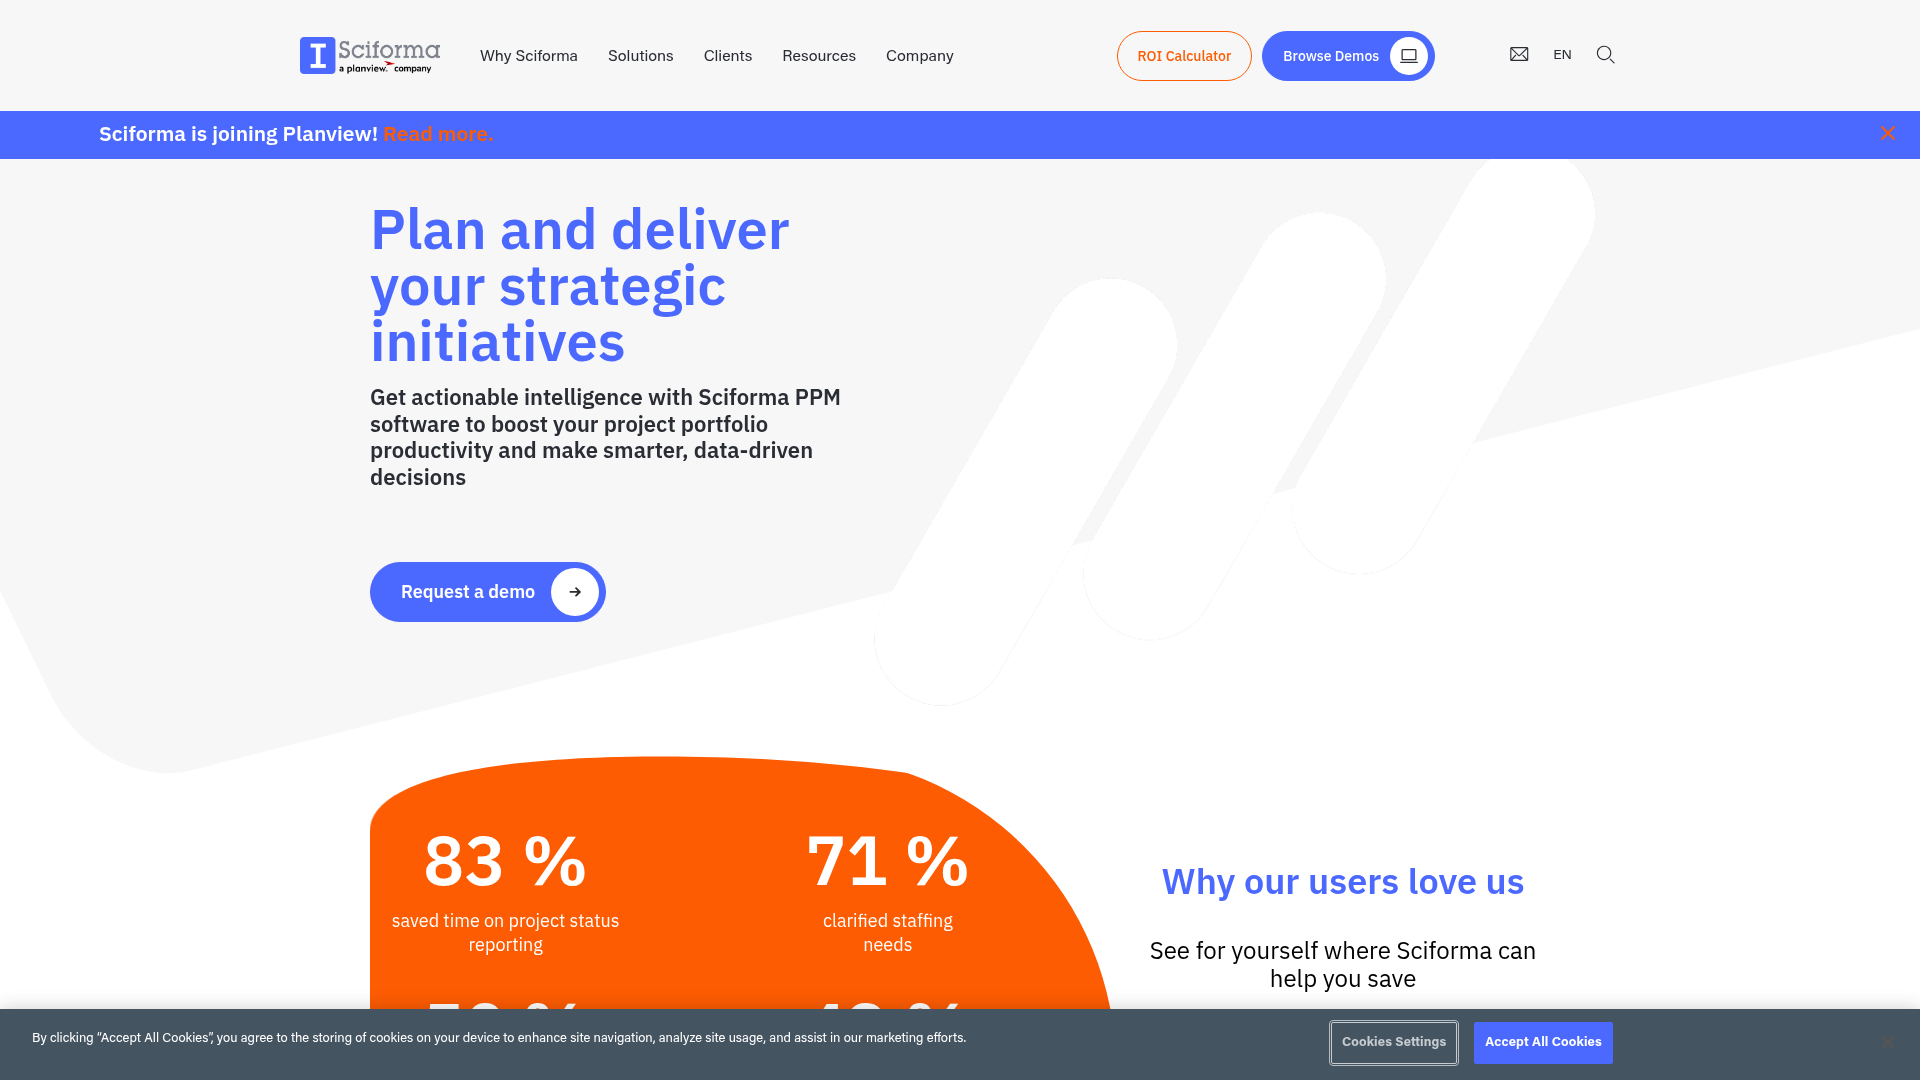 Sciforma
a planview. company
Why Sciforma
Solutions
Clients
Resources
Company
ROI Calculator
Browse Demos
EN
Sciforma is joining Planview! Read more.
Plan and deliver
your strategic
initiatives
Get actionable intelligence with Sciforma PPM
software to boost your project portfolio
productivity and make smarter, data-driven
decisions
Request a demo
83 %
saved time on project status
reporting
71 %
clarified staffing
needs
Why our users love us
See for yourself where Sciforma can
help you save
By clicking “Accept All Cookies”, you agree to the storing of cookies on your device to enhance site navigation, analyze site usage, and assist in our marketing efforts.
Cookies Settings
Accept All Cookies